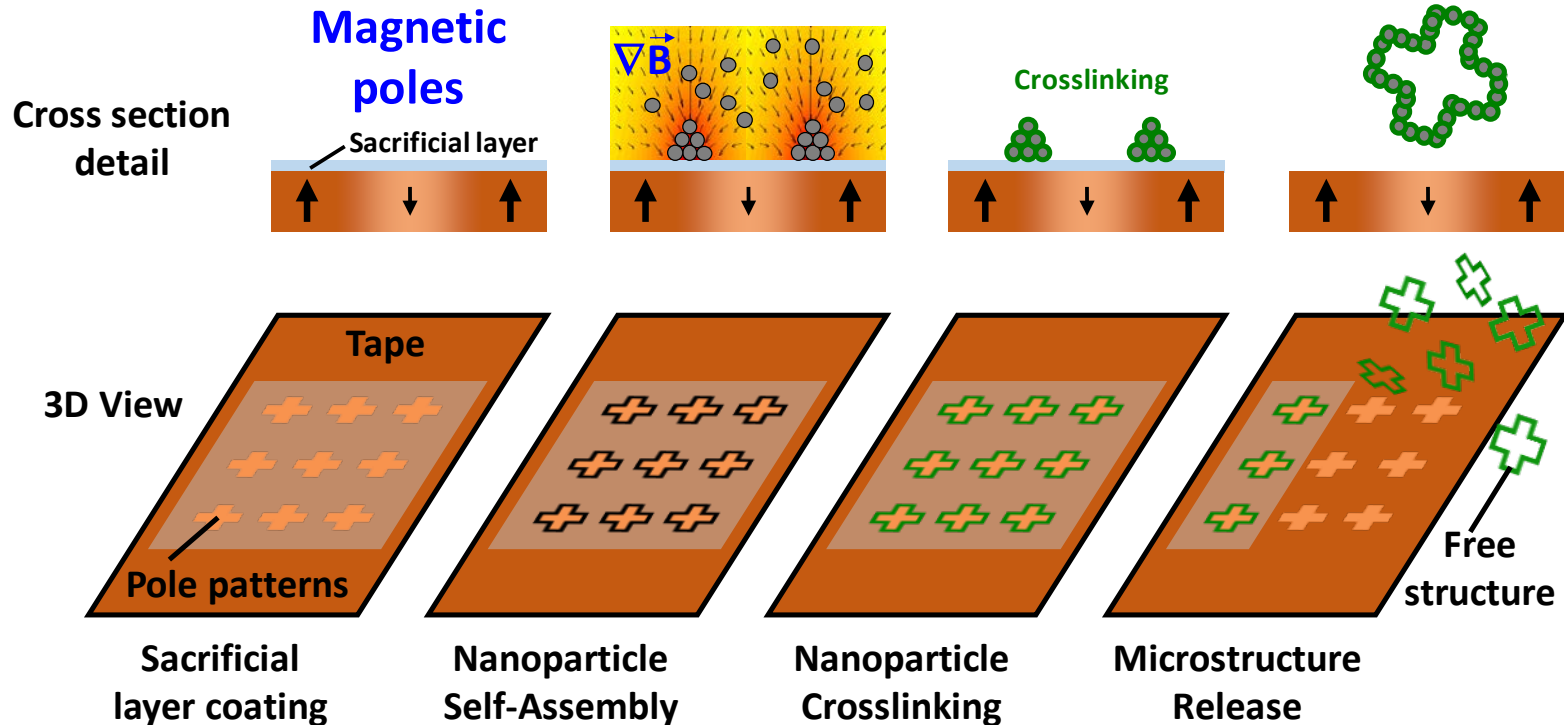 Magnetic
poles
Cross section
detail
Sacrificial layer
∇B⃗
Crosslinking
3D View
Tape
Pole patterns
Free
structure
Sacrificial
layer coating
Nanoparticle
Self-Assembly
Nanoparticle
Crosslinking
Microstructure
Release